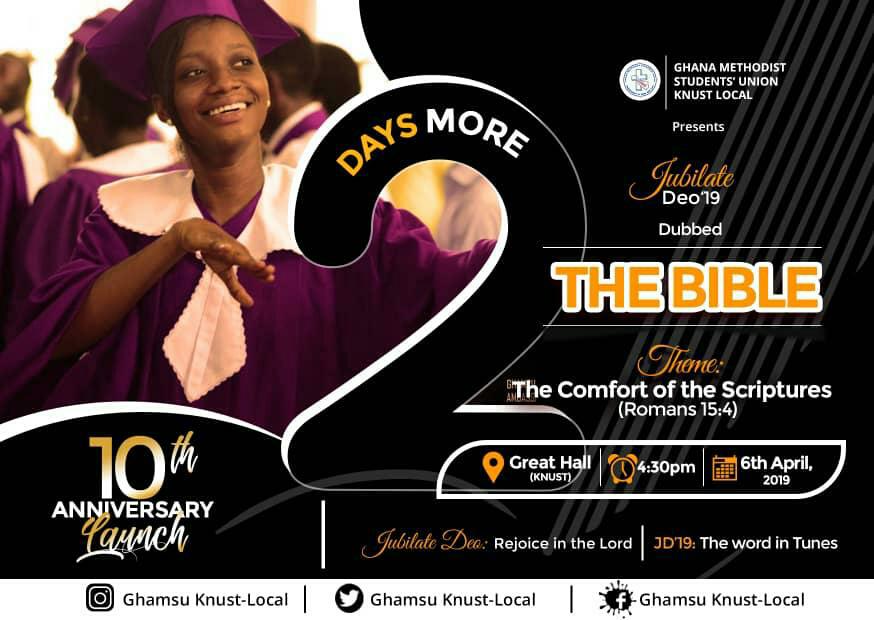 DAYS MORE
2
GHANA METHODIST
STUDENTS' UNION
KNUST LOCAL
Presents
Jubilate
Deo'19
Dubbed
THE BIBLE
Theme:
The Comfort of the Scriptures
(Romans 15:4)
Great Hall
(KNUST)
4:30pm
6th April,
2019
10th
ANNIVERSARY
Launch
Jubilate Deo: Rejoice in the Lord
JD'19: The word in Tunes
Ghamsu Knust-Local
Ghamsu Knust-Local
Ghamsu Knust-Local